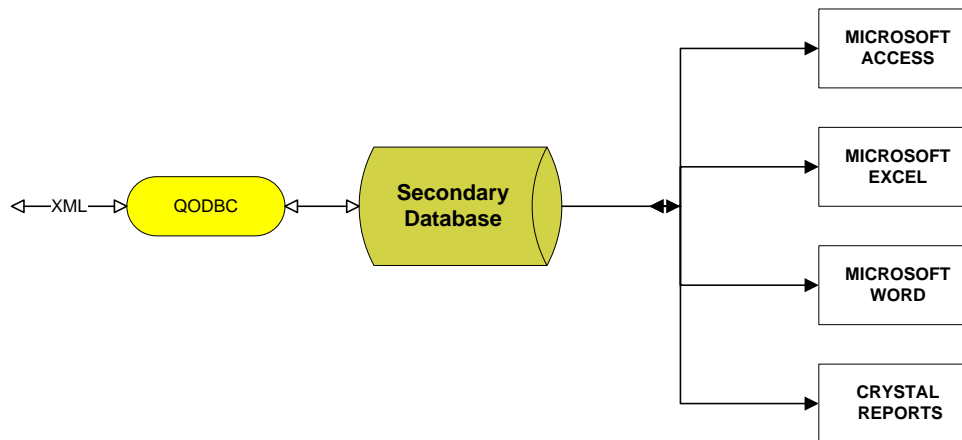 XML
QODBC
Secondary
Database
MICROSOFT
ACCESS
MICROSOFT
EXCEL
MICROSOFT
WORD
CRYSTAL
REPORTS